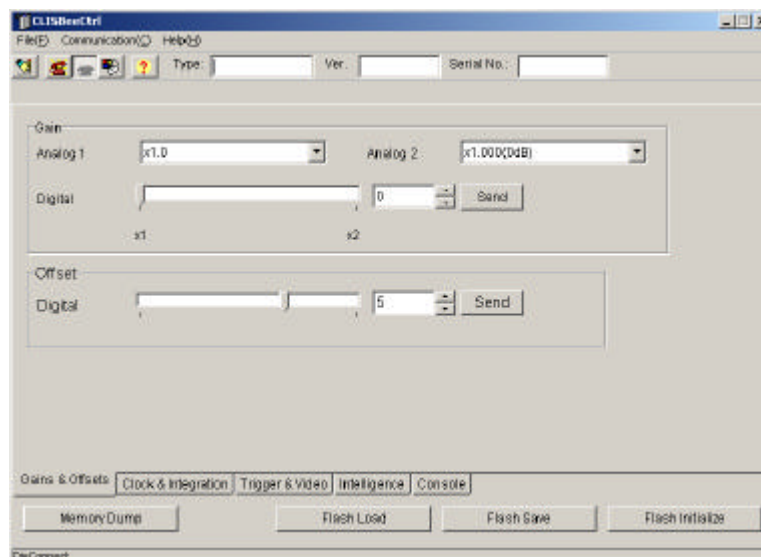 CLISBeeCtrl
File(F) Communication(C) Help(H)
Type: Ver. Serial No.:
Gain
Analog 1 x1.0 Analog 2 x1.000(0dB)
Digital 0 Send
x1 x2
Offset
Digital 5 Send
Gains & Offsets Clock & Integration Trigger & Video Intelligence Console
Memory Dump Flash Load Flash Save Flash Initialize